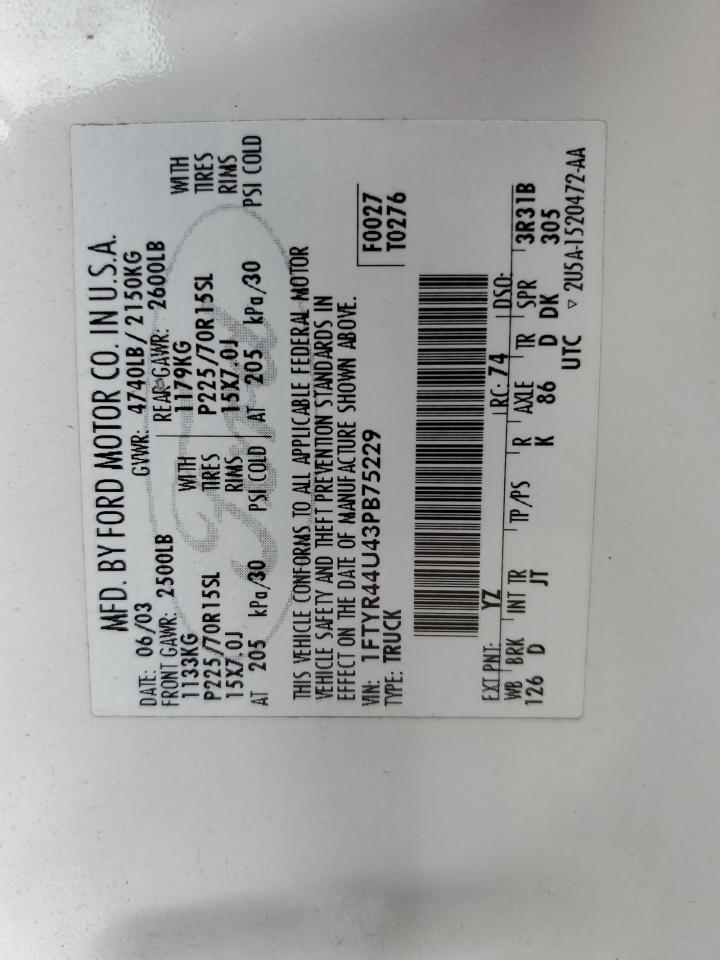 MFD. BY FORD MOTOR CO. IN U.S.A.
DATE: 06/03 GVWR: 4740LB/ 2150KG
FRONT GAWR: 2500LB REAR GAWR: 2600LB
1133KG WITH 1179KG WITH
P225/70R15SL TIRES P225/70R15SL TIRES
15X7.0J RIMS 15X7.0J RIMS
AT 205 kPa/30 PSI COLD AT 205 kPa/30 PSI COLD
Ford
THIS VEHICLE CONFORMS TO ALL APPLICABLE FEDERAL MOTOR
VEHICLE SAFETY AND THEFT PREVENTION STANDARDS IN
EFFECT ON THE DATE OF MANUFACTURE SHOWN ABOVE.
VIN: 1FTYR44U43PB75229 F0027
TYPE: TRUCK T0276
EXT PNT: YZ RC: 74 DSO:
WB BRK INT TR TP/PS R AXLE TR SPR 3R31B
126 D JT K 86 D DK 305
UTC ▽ 2U5A-1520472-AA